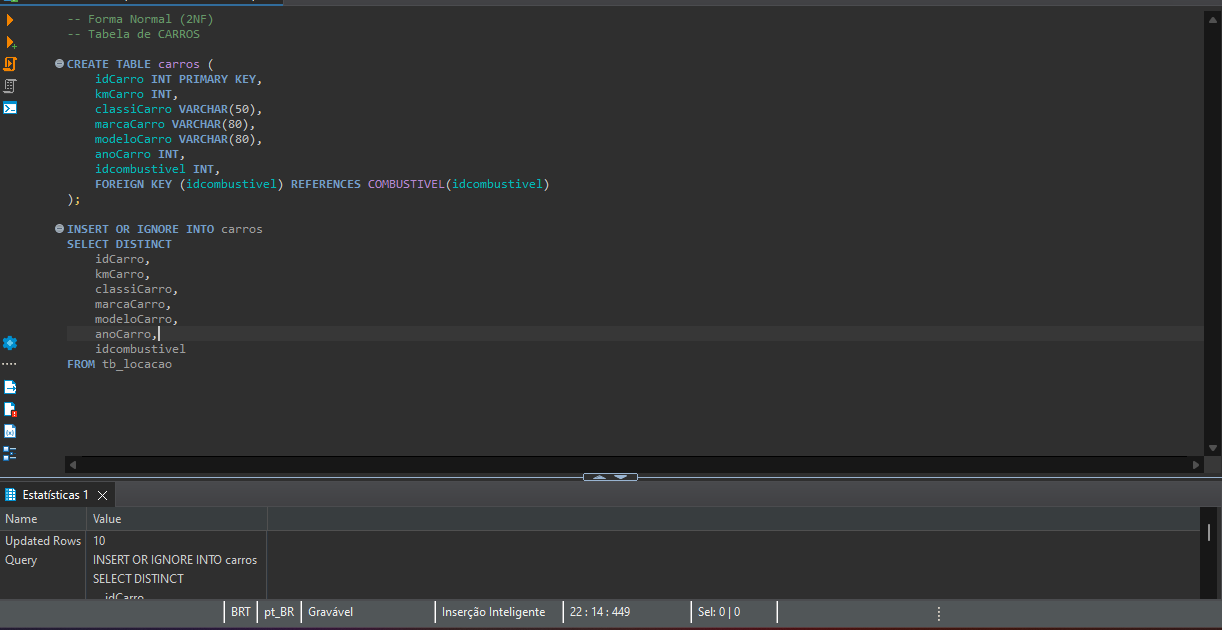 -- Forma Normal (2NF)
-- Tabela de CARROS
CREATE TABLE carros (
idCarro INT PRIMARY KEY,
kmCarro INT,
classiCarro VARCHAR(50),
marcaCarro VARCHAR(80),
modeloCarro VARCHAR(80),
anoCarro INT,
idcombustivel INT,
FOREIGN KEY (idcombustivel) REFERENCES COMBUSTIVEL(idcombustivel)
);
INSERT OR IGNORE INTO carros
SELECT DISTINCT
idCarro,
kmCarro,
classiCarro,
marcaCarro,
modeloCarro,
anoCarro,
idcombustivel
FROM tb_locacao
Estatísticas 1
Name Value
Updated Rows 10
Query INSERT OR IGNORE INTO carros
SELECT DISTINCT
idCarro
BRT pt_BR Gravável Inserção Inteligente 22 : 14 : 449 Sel: 0 | 0